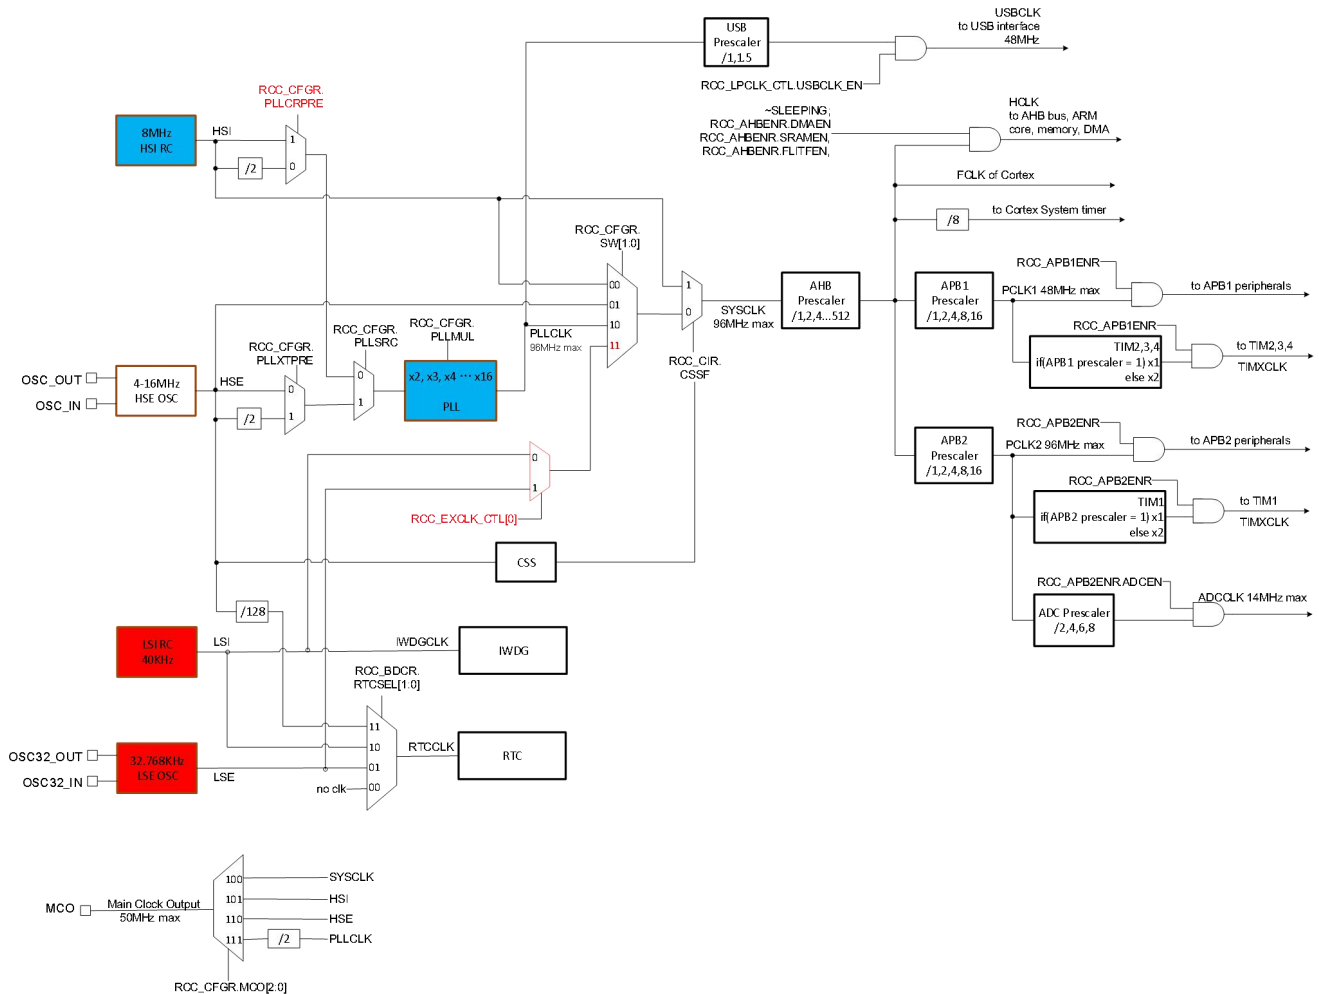 USBCLK
to USB interface
48MHz
USB
Prescaler
/1,1.5
RCC_LPCLK_CTL.USBCLK_EN
RCC_CFGR.
PLLCRPRE
8MHz
HSI RC
HSI
1
0
/2
~SLEEPING;
RCC_AHBENR.DMAEN
RCC_AHBENR.SRAMEN,
RCC_AHBENR.FLITFEN,
HCLK
to AHB bus, ARM
core, memory, DMA
FCLK of Cortex
/8
to Cortex System timer
RCC_CFGR.
SW[1:0]
00
01
10
11
1
0
SYSCLK
96MHz max
PLLCLK
96MHz max
RCC_CIR.
CSSF
AHB
Prescaler
/1,2,4...512
APB1
Prescaler
/1,2,4,8,16
RCC_APB1ENR
PCLK1 48MHz max
to APB1 peripherals
RCC_APB1ENR
TIM2,3,4
if(APB1 prescaler = 1) x1
else x2
to TIM2,3,4
TIMXCLK
OSC_OUT
OSC_IN
4-16MHz
HSE OSC
HSE
RCC_CFGR.
PLLXTPRE
0
1
/2
RCC_CFGR.
PLLSRC
0
1
RCC_CFGR.
PLLMUL
x2, x3, x4 ··· x16
PLL
APB2
Prescaler
/1,2,4,8,16
RCC_APB2ENR
PCLK2 96MHz max
to APB2 peripherals
RCC_APB2ENR
TIM1
if(APB2 prescaler = 1) x1
else x2
to TIM1
TIMXCLK
RCC_APB2ENR.ADCEN
ADC Prescaler
/2,4,6,8
ADCCLK 14MHz max
0
1
RCC_EXCLK_CTL[0]
CSS
/128
LSI RC
40KHz
LSI
IWDGCLK
IWDG
RCC_BDCR.
RTCSEL[1:0]
11
10
01
00
no clk
RTCCLK
RTC
OSC32_OUT
OSC32_IN
32.768KHz
LSE OSC
LSE
MCO
Main Clock Output
50MHz max
100
101
110
111
SYSCLK
HSI
HSE
/2
PLLCLK
RCC_CFGR.MCO[2:0]